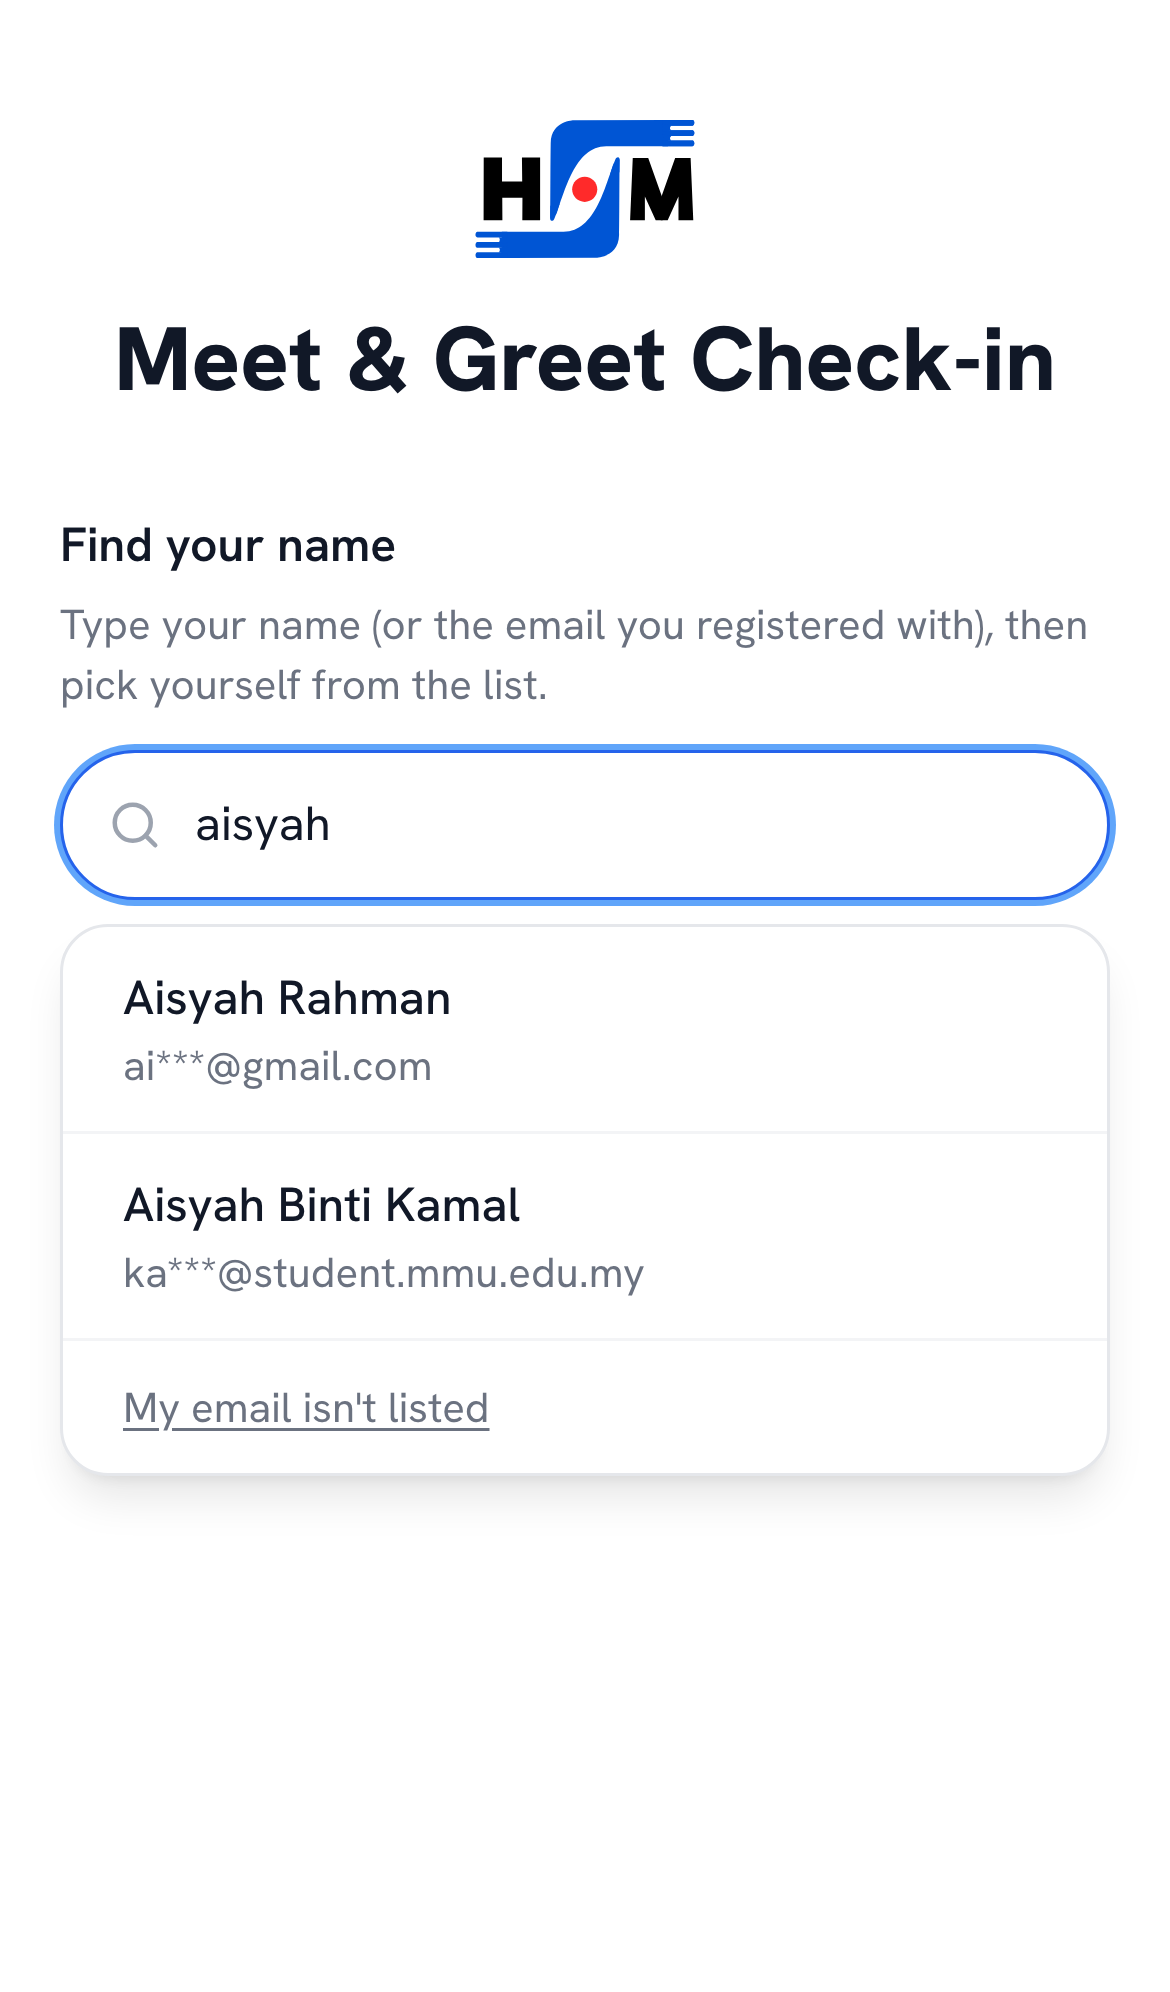 HSM
Meet & Greet Check-in
Find your name
Type your name (or the email you registered with), then
pick yourself from the list.
aisyah
Aisyah Rahman
ai***@gmail.com
Aisyah Binti Kamal
ka***@student.mmu.edu.my
My email isn't listed